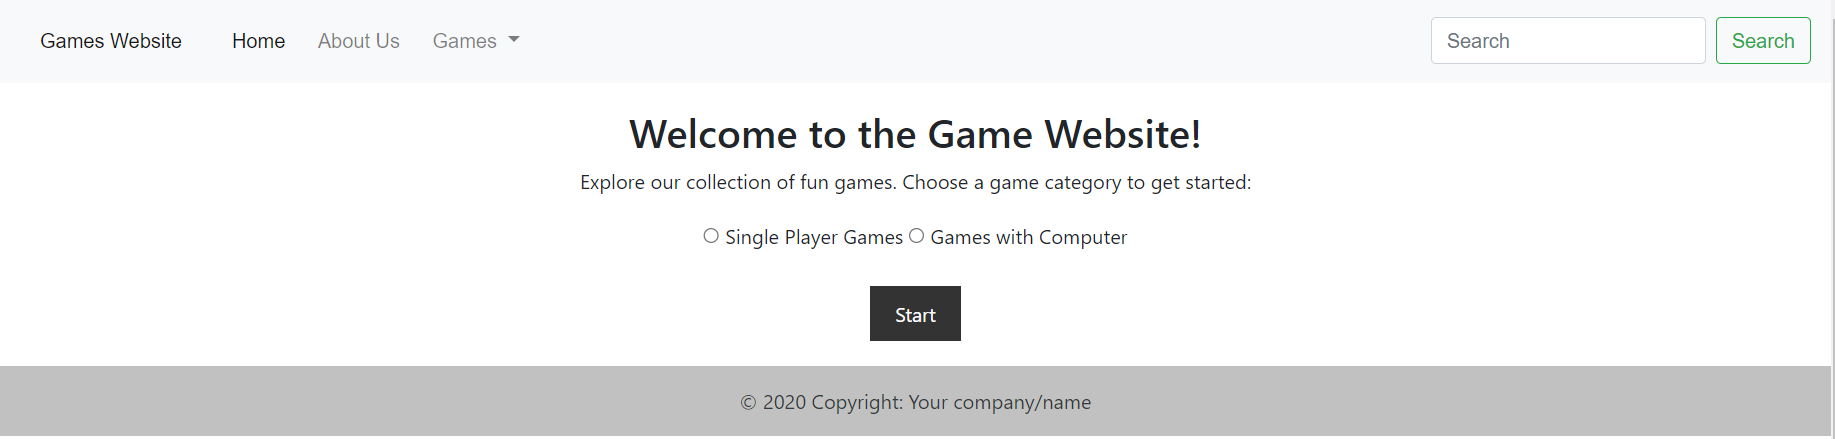 Games Website Home About Us Games Search Search
Welcome to the Game Website!
Explore our collection of fun games. Choose a game category to get started:
Single Player Games Games with Computer
Start
© 2020 Copyright: Your company/name